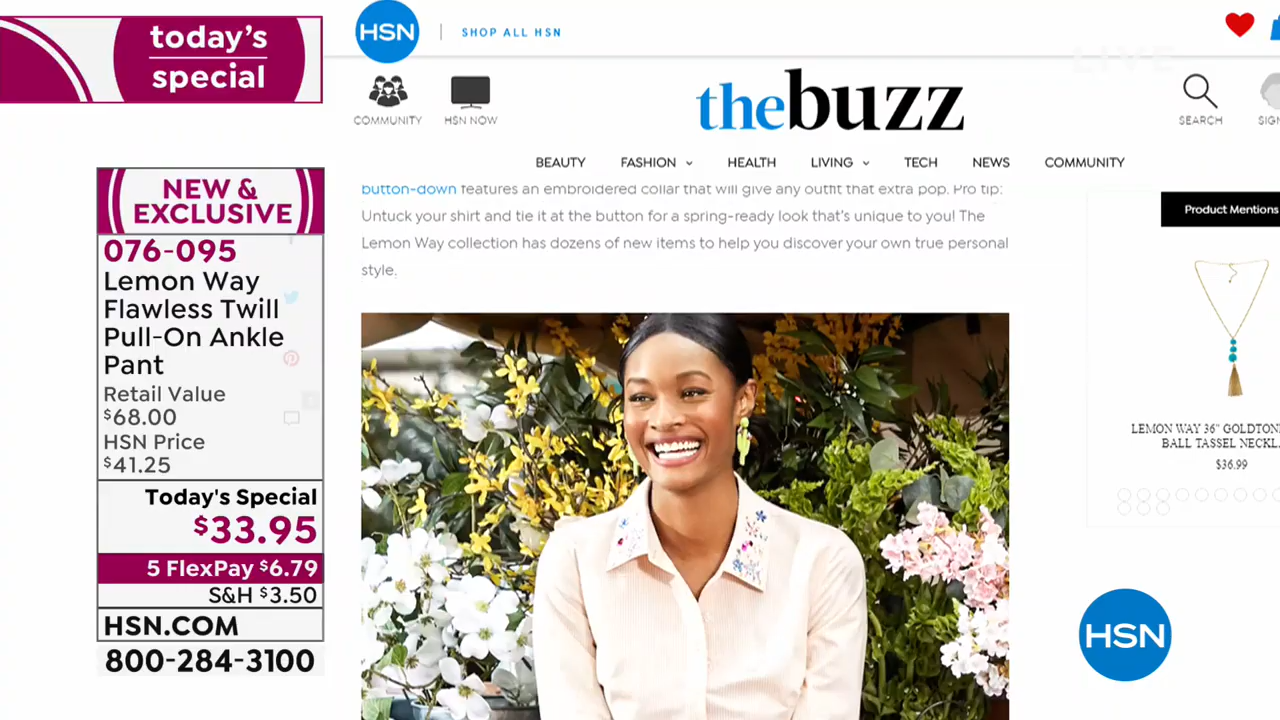 today's
special
NEW &
EXCLUSIVE
076-095
Lemon Way
Flawless Twill
Pull-On Ankle
Pant
Retail Value
$68.00
HSN Price
$41.25
Today's Special
$33.95
5 FlexPay $6.79
S&H $3.50
HSN.COM
800-284-3100
HSN
SHOP ALL HSN
LIVE
COMMUNITY
HSN NOW
thebuzz
SEARCH
SIGN
BEAUTY FASHION HEALTH LIVING TECH NEWS COMMUNITY
button-down features an embroidered collar that will give any outfit that extra pop. Pro tip:
Untuck your shirt and tie it at the button for a spring-ready look that's unique to you! The
Lemon Way collection has dozens of new items to help you discover your own true personal
style.
Product Mentions
LEMON WAY 36" GOLDTON
BALL TASSEL NECKL
$36.99
HSN